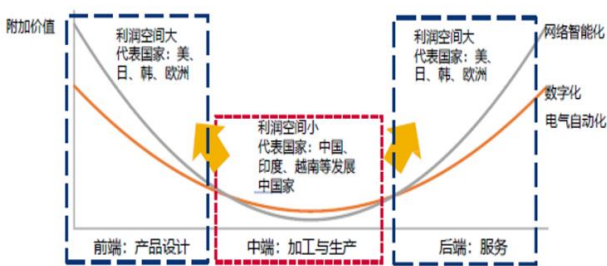 附加价值
利润空间大
代表国家：美、
日、韩、欧洲
利润空间小
代表国家：中国、
印度、越南等发展
中国家
利润空间大
代表国家：美、
日、韩、欧洲
网络智能化
数字化
电气自动化
前端：产品设计
中端：加工与生产
后端：服务